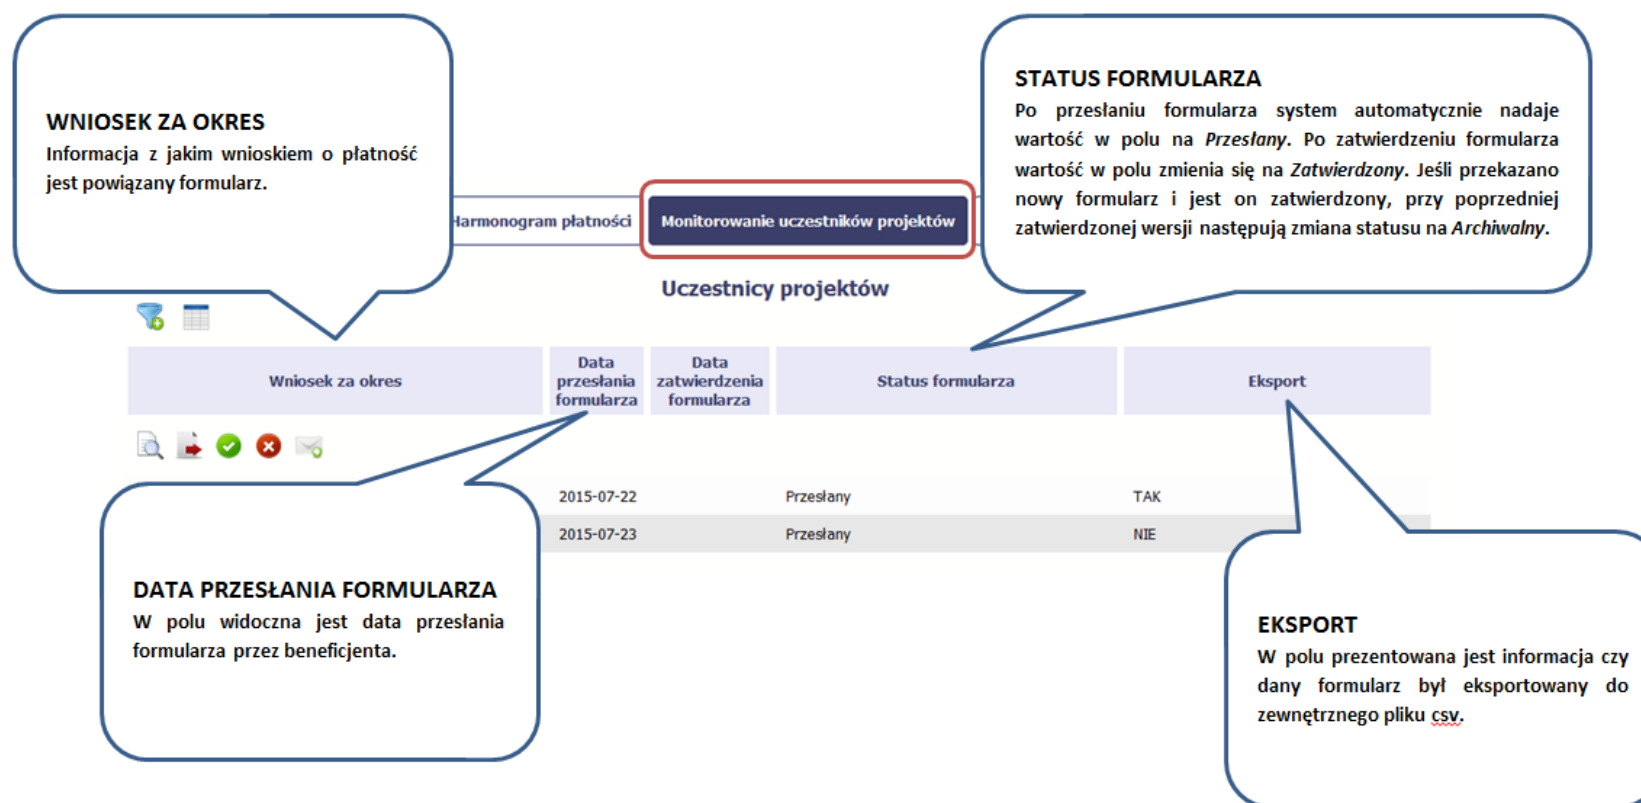 WNIOSEK ZA OKRES
Informacja z jakim wnioskiem o płatność
jest powiązany formularz.
STATUS FORMULARZA
Po przesłaniu formularza system automatycznie nadaje
wartość w polu na Przesłany. Po zatwierdzeniu formularza
wartość w polu zmienia się na Zatwierdzony. Jeśli przekazano
nowy formularz i jest on zatwierdzony, przy poprzedniej
zatwierdzonej wersji następują zmiana statusu na Archiwalny.
Harmonogram płatności
Monitorowanie uczestników projektów
Uczestnicy projektów
Wniosek za okres
Data
przesłania
formularza
Data
zatwierdzenia
formularza
Status formularza
Eksport
2015-07-22 Przesłany TAK
2015-07-23 Przesłany NIE
DATA PRZESŁANIA FORMULARZA
W polu widoczna jest data przesłania
formularza przez beneficjenta.
EKSPORT
W polu prezentowana jest informacja czy
dany formularz był eksportowany do
zewnętrznego pliku csv.